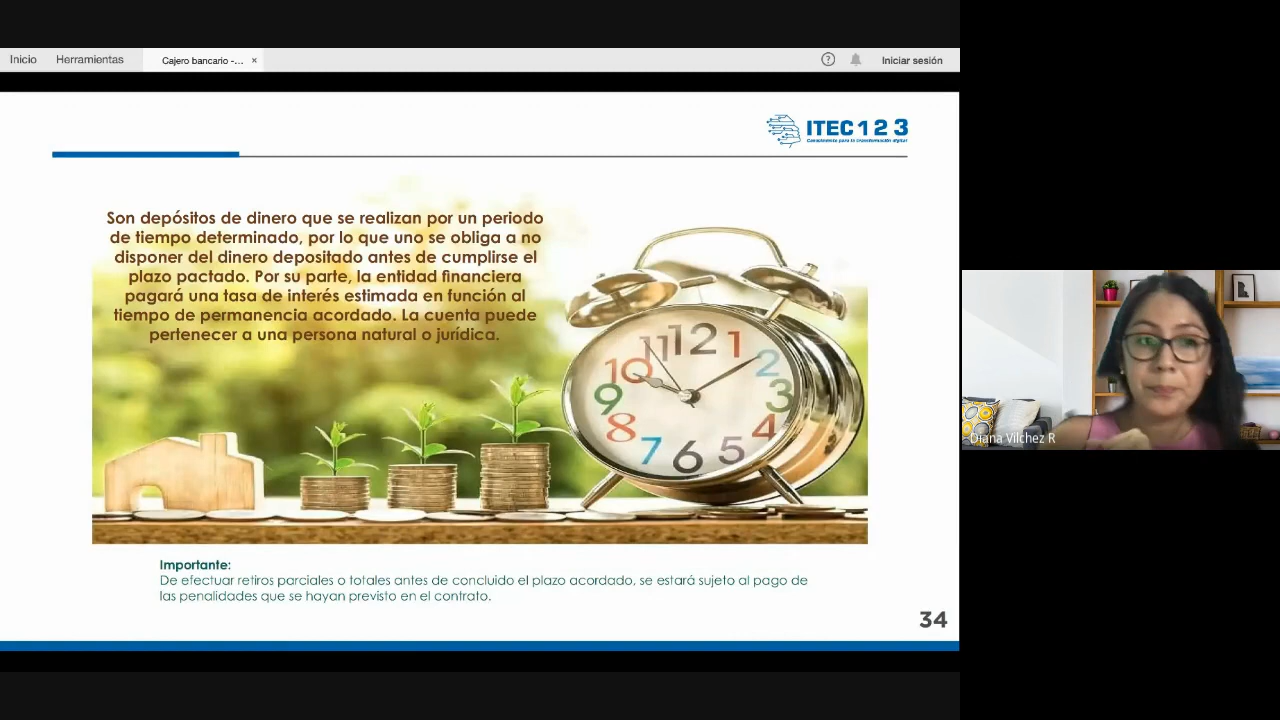 Inicio Herramientas Cajero bancario -... × Iniciar sesión
ITEC 1 2 3
Conocimiento para la transformación digital
Son depósitos de dinero que se realizan por un periodo
de tiempo determinado, por lo que uno se obliga a no
disponer del dinero depositado antes de cumplirse el
plazo pactado. Por su parte, la entidad financiera
pagará una tasa de interés estimada en función al
tiempo de permanencia acordado. La cuenta puede
pertenecer a una persona natural o jurídica.
12
11 1
10 2
9 3
8 4
7 6 5
Diana Vilchez R
Importante:
De efectuar retiros parciales o totales antes de concluido el plazo acordado, se estará sujeto al pago de
las penalidades que se hayan previsto en el contrato.
34